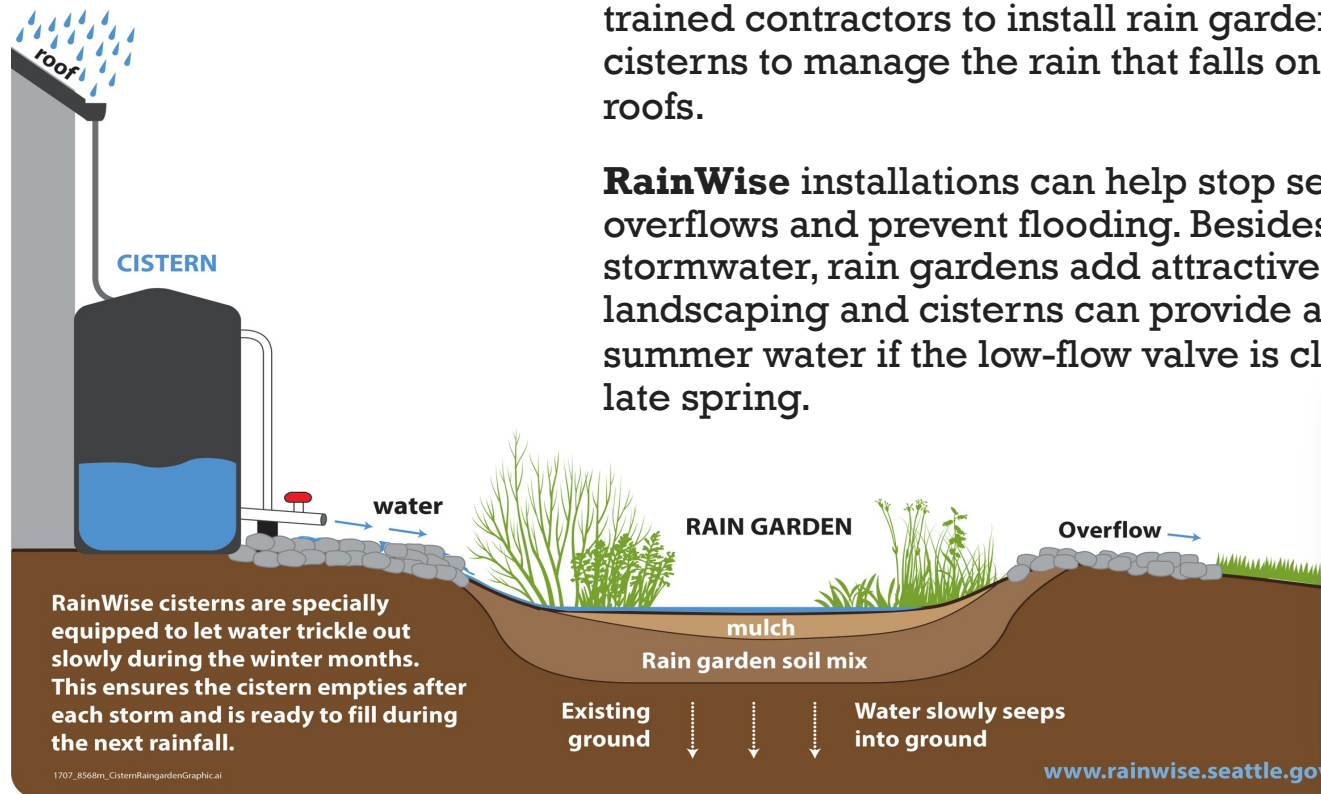 trained contractors to install rain garde
cisterns to manage the rain that falls on
roofs.
RainWise installations can help stop se
overflows and prevent flooding. Besides
stormwater, rain gardens add attractive
landscaping and cisterns can provide a
summer water if the low-flow valve is cl
late spring.
roof
CISTERN
water
RAIN GARDEN
Overflow
mulch
Rain garden soil mix
RainWise cisterns are specially
equipped to let water trickle out
slowly during the winter months.
This ensures the cistern empties after
each storm and is ready to fill during
the next rainfall.
Existing
ground
Water slowly seeps
into ground
1707_8568m_CisternRaingardenGraphic.ai
www.rainwise.seattle.gov